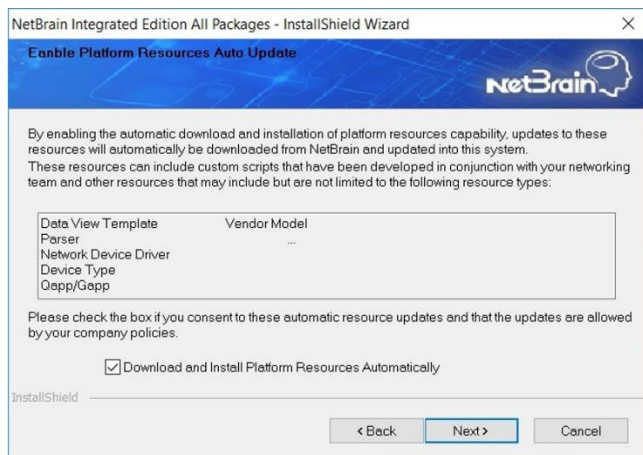 NetBrain Integrated Edition All Packages - InstallShield Wizard
Eanble Platform Resources Auto Update
NetBrain
By enabling the automatic download and installation of platform resources capability, updates to these
resources will automatically be downloaded from NetBrain and updated into this system.
These resources can include custom scripts that have been developed in conjunction with your networking
team and other resources that may include but are not limited to the following resource types:
Data View Template Vendor Model
Parser ...
Network Device Driver
Device Type
Qapp/Gapp
Please check the box if you consent to these automatic resource updates and that the updates are allowed
by your company policies.
Download and Install Platform Resources Automatically
InstallShield
< Back Next > Cancel